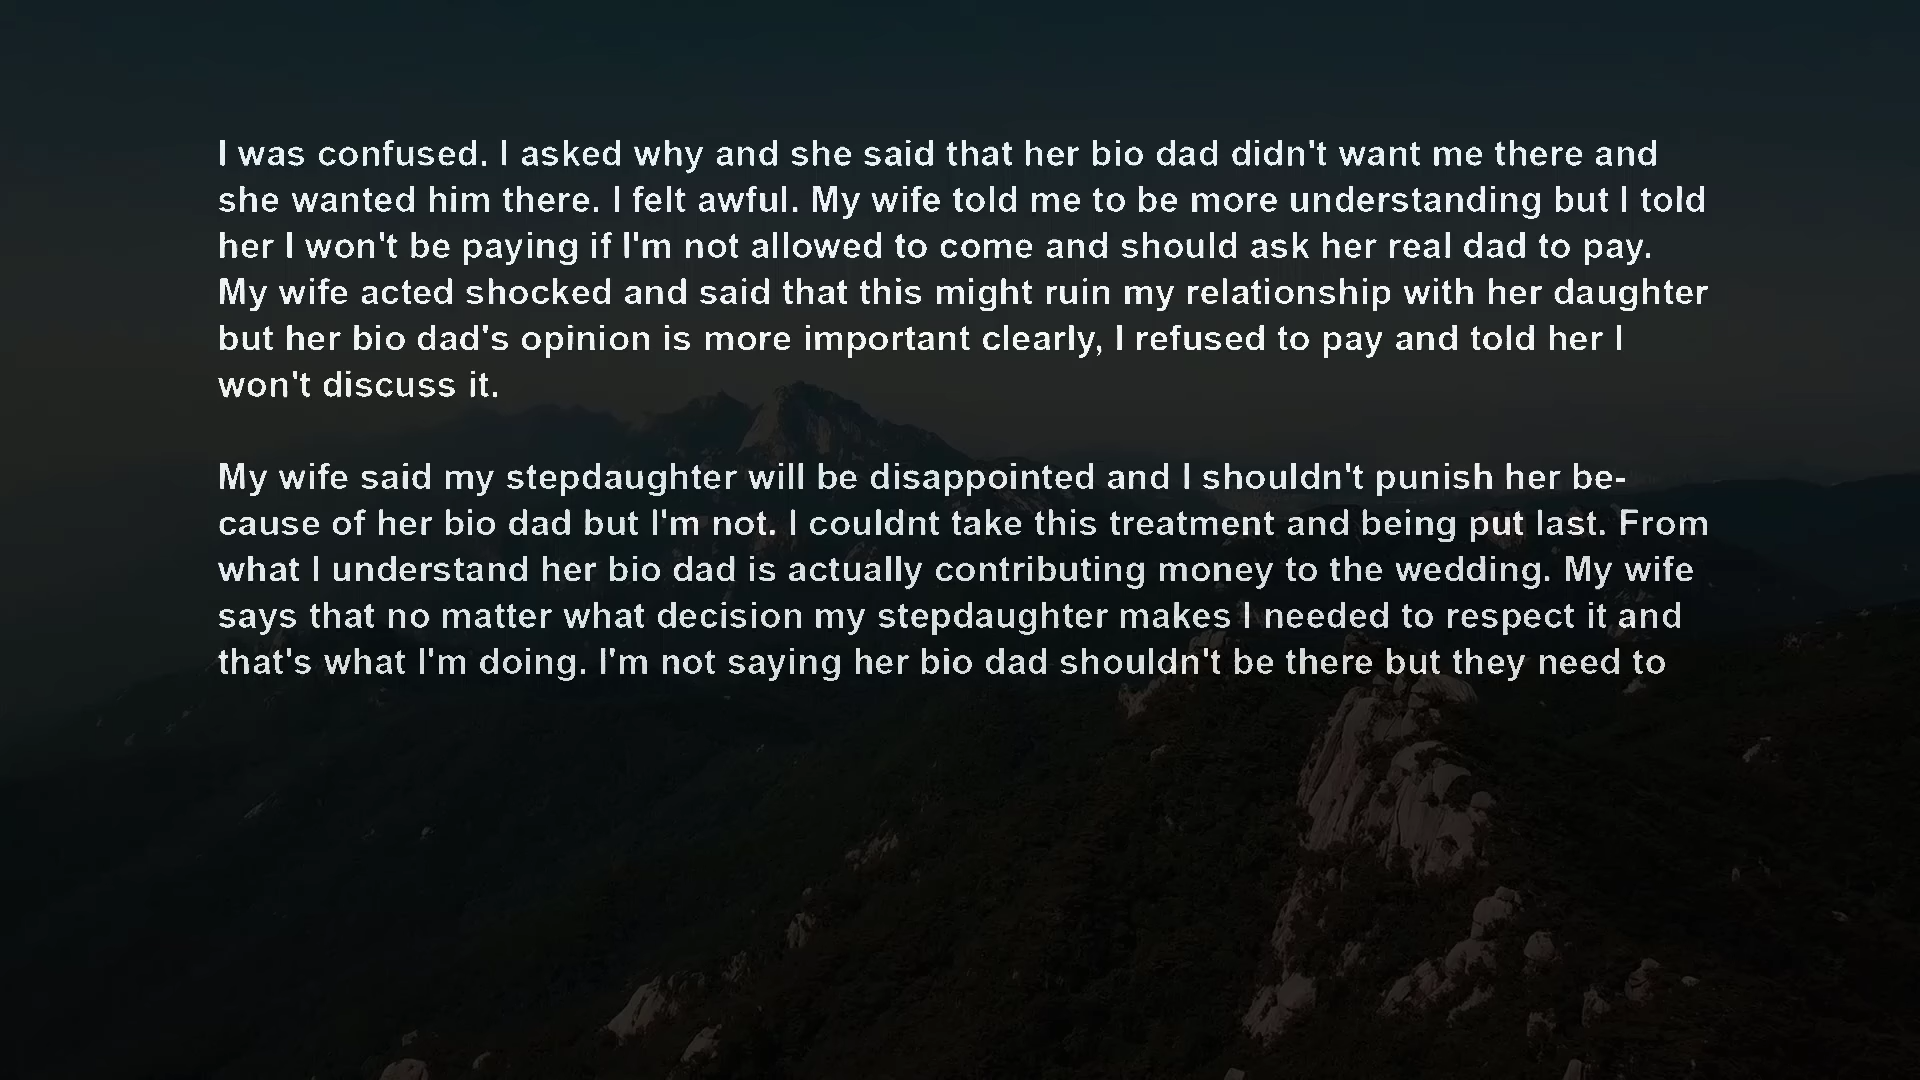 I was confused. I asked why and she said that her bio dad didn't want me there and
she wanted him there. I felt awful. My wife told me to be more understanding but I told
her I won't be paying if I'm not allowed to come and should ask her real dad to pay.
My wife acted shocked and said that this might ruin my relationship with her daughter
but her bio dad's opinion is more important clearly, I refused to pay and told her I
won't discuss it.
My wife said my stepdaughter will be disappointed and I shouldn't punish her be-
cause of her bio dad but I'm not. I couldnt take this treatment and being put last. From
what I understand her bio dad is actually contributing money to the wedding. My wife
says that no matter what decision my stepdaughter makes I needed to respect it and
that's what I'm doing. I'm not saying her bio dad shouldn't be there but they need to